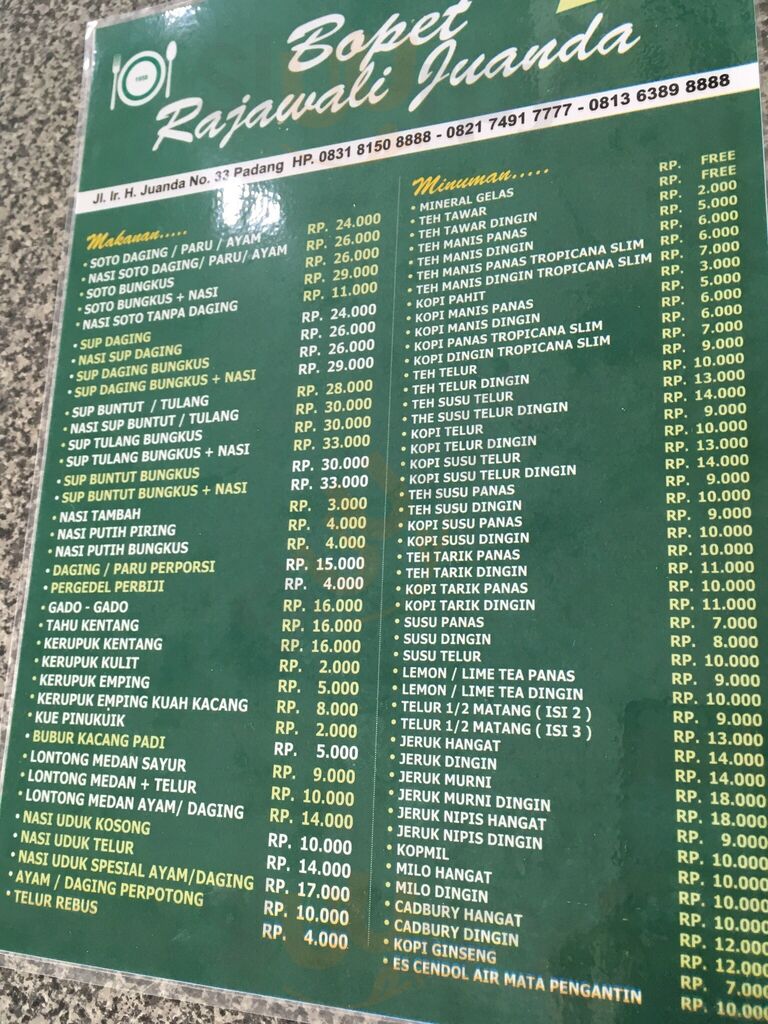 1958
Bopet
Rajawali Juanda
Jl. Ir. H. Juanda No. 33 Padang HP. 0831 8150 8888 - 0821 7491 7777 - 0813 6389 8888
Makanan.....
• SOTO DAGING / PARU / AYAM RP. 24.000
• NASI SOTO DAGING/ PARU/ AYAM RP. 26.000
• SOTO BUNGKUS RP. 26.000
• SOTO BUNGKUS + NASI RP. 29.000
• NASI SOTO TANPA DAGING RP. 11.000
• SUP DAGING RP. 24.000
• NASI SUP DAGING RP. 26.000
• SUP DAGING BUNGKUS RP. 26.000
• SUP DAGING BUNGKUS + NASI RP. 29.000
• SUP BUNTUT / TULANG RP. 28.000
• NASI SUP BUNTUT / TULANG RP. 30.000
• SUP TULANG BUNGKUS RP. 30.000
• SUP TULANG BUNGKUS + NASI RP. 33.000
• SUP BUNTUT BUNGKUS RP. 30.000
• SUP BUNTUT BUNGKUS + NASI RP. 33.000
• NASI TAMBAH RP. 3.000
• NASI PUTIH PIRING RP. 4.000
• NASI PUTIH BUNGKUS RP. 4.000
• DAGING / PARU PERPORSI RP. 15.000
• PERGEDEL PERBIJI RP. 4.000
• GADO - GADO RP. 16.000
• TAHU KENTANG RP. 16.000
• KERUPUK KENTANG RP. 16.000
• KERUPUK KULIT RP. 2.000
• KERUPUK EMPING RP. 5.000
• KERUPUK EMPING KUAH KACANG RP. 8.000
• KUE PINUKUIK RP. 2.000
• BUBUR KACANG PADI RP. 5.000
• LONTONG MEDAN SAYUR RP. 9.000
• LONTONG MEDAN + TELUR RP. 10.000
• LONTONG MEDAN AYAM/ DAGING RP. 14.000
• NASI UDUK KOSONG RP. 10.000
• NASI UDUK TELUR RP. 14.000
• NASI UDUK SPESIAL AYAM/DAGING RP. 17.000
• AYAM / DAGING PERPOTONG RP. 10.000
• TELUR REBUS RP. 4.000
Minuman.....
• MINERAL GELAS RP. FREE
• TEH TAWAR RP. FREE
• TEH TAWAR DINGIN RP. 2.000
• TEH MANIS PANAS RP. 5.000
• TEH MANIS DINGIN RP. 6.000
• TEH MANIS PANAS TROPICANA SLIM RP. 6.000
• TEH MANIS DINGIN TROPICANA SLIM RP. 7.000
• KOPI PAHIT RP. 3.000
• KOPI MANIS PANAS RP. 5.000
• KOPI MANIS DINGIN RP. 6.000
• KOPI PANAS TROPICANA SLIM RP. 6.000
• KOPI DINGIN TROPICANA SLIM RP. 7.000
• TEH TELUR RP. 9.000
• TEH TELUR DINGIN RP. 10.000
• TEH SUSU TELUR RP. 13.000
• THE SUSU TELUR DINGIN RP. 14.000
• KOPI TELUR RP. 9.000
• KOPI TELUR DINGIN RP. 10.000
• KOPI SUSU TELUR RP. 13.000
• KOPI SUSU TELUR DINGIN RP. 14.000
• TEH SUSU PANAS RP. 9.000
• TEH SUSU DINGIN RP. 10.000
• KOPI SUSU PANAS RP. 9.000
• KOPI SUSU DINGIN RP. 10.000
• TEH TARIK PANAS RP. 10.000
• TEH TARIK DINGIN RP. 11.000
• KOPI TARIK PANAS RP. 10.000
• KOPI TARIK DINGIN RP. 11.000
• SUSU PANAS RP. 7.000
• SUSU DINGIN RP. 8.000
• SUSU TELUR RP. 10.000
• LEMON / LIME TEA PANAS RP. 9.000
• LEMON / LIME TEA DINGIN RP. 10.000
• TELUR 1/2 MATANG ( ISI 2 ) RP. 9.000
• TELUR 1/2 MATANG ( ISI 3 ) RP. 13.000
• JERUK HANGAT RP. 14.000
• JERUK DINGIN RP. 14.000
• JERUK MURNI RP. 18.000
• JERUK MURNI DINGIN RP. 18.000
• JERUK NIPIS HANGAT RP. 9.000
• JERUK NIPIS DINGIN RP. 10.000
• KOPMIL RP. 10.000
• MILO HANGAT RP. 10.000
• MILO DINGIN RP. 10.000
• CADBURY HANGAT RP. 12.000
• CADBURY DINGIN RP. 12.000
• KOPI GINSENG RP. 7.000
• ES CENDOL AIR MATA PENGANTIN RP. 10.000